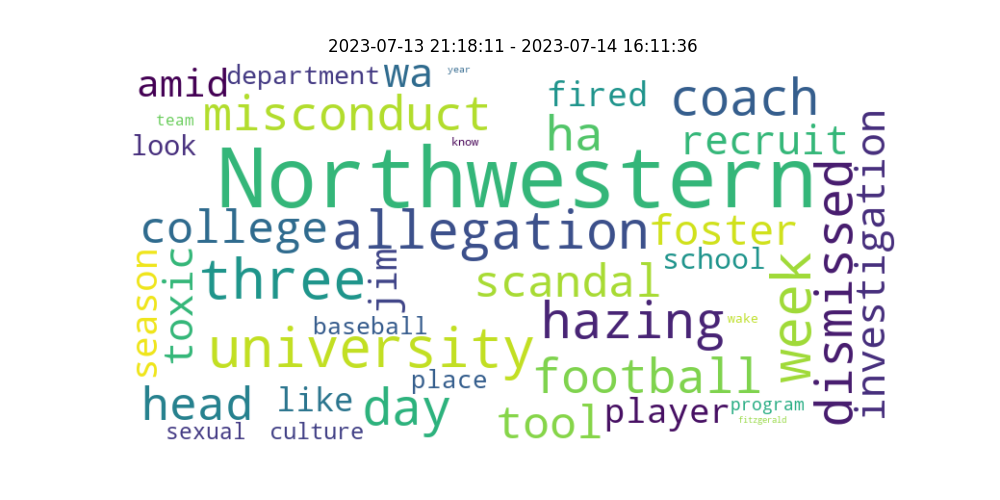 2023-07-13 21:18:11 - 2023-07-14 16:11:36
amid
department
wa
year
fired
coach
team
misconduct
ha
recruit
look
know
Northwestern
dismissed
investigation
college
allegation
foster
school
season
toxic
three
jim
scandal
week
baseball
hazing
wake
university
place
football
head
like
day
tool
player
program
fitzgerald
sexual
culture